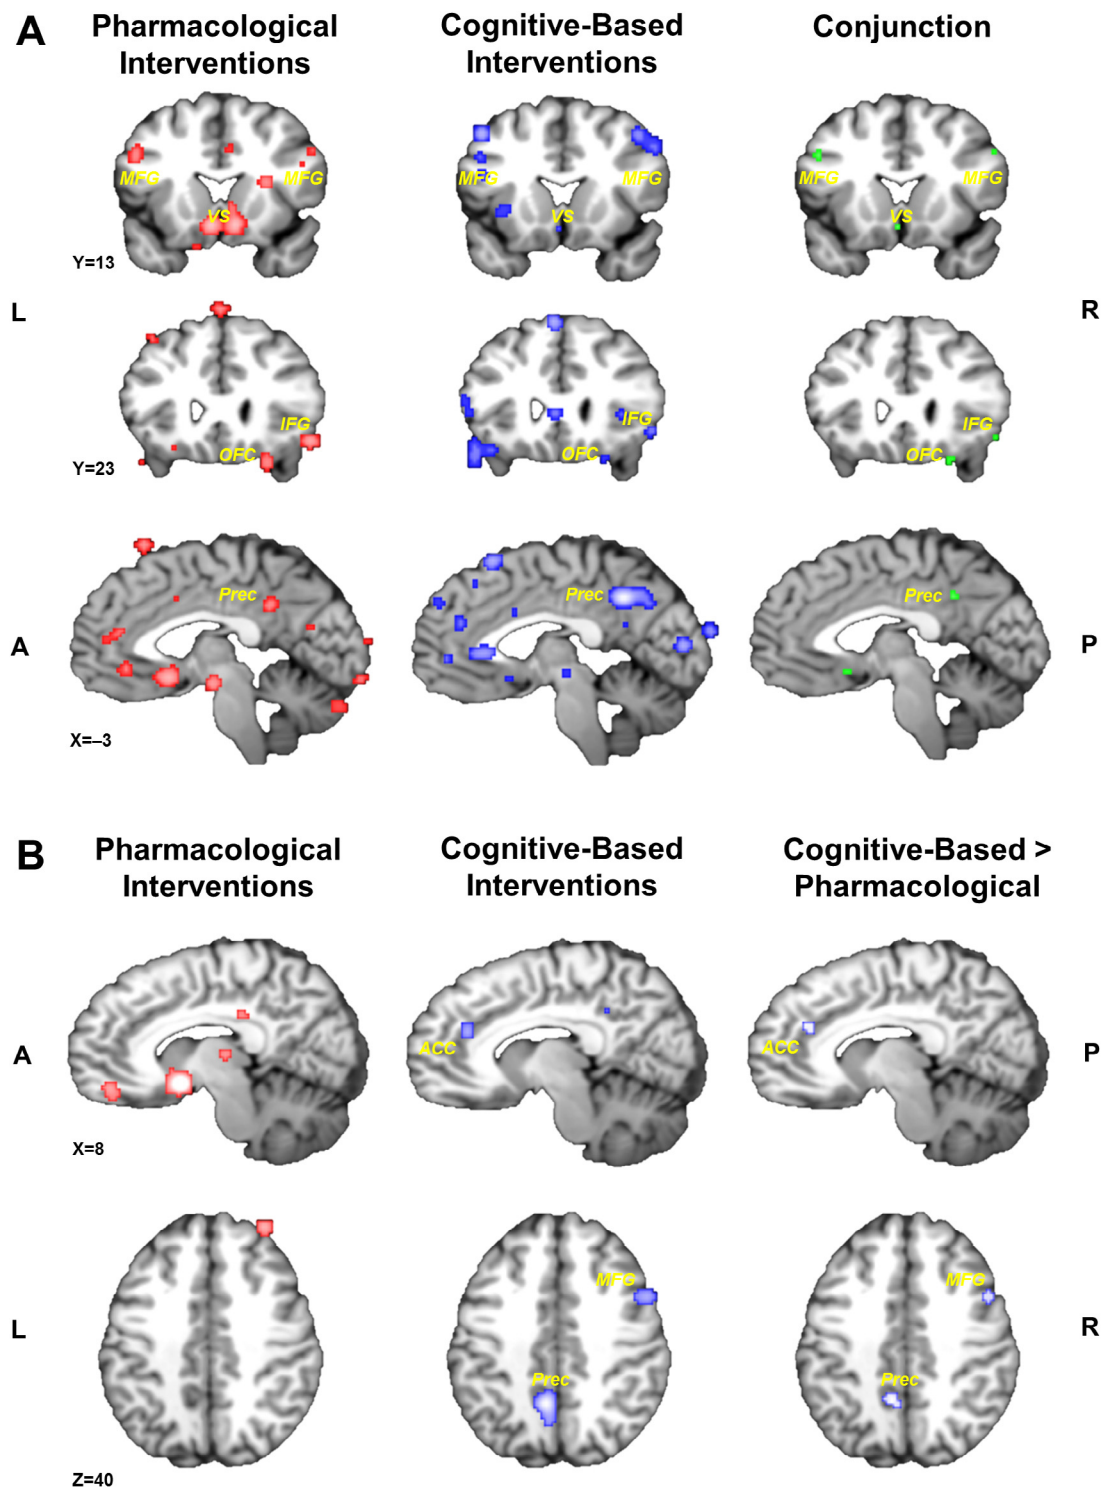 A
Pharmacological
Interventions
Cognitive-Based
Interventions
Conjunction
MFG
MFG
VS
MFG
MFG
VS
MFG
MFG
VS
Y=13
L
R
IFG
OFC
IFG
OFC
IFG
OFC
Y=23
Prec
Prec
Prec
A
P
X=–3
B
Pharmacological
Interventions
Cognitive-Based
Interventions
Cognitive-Based >
Pharmacological
ACC
ACC
A
P
X=8
MFG
MFG
L
R
Prec
Prec
Z=40